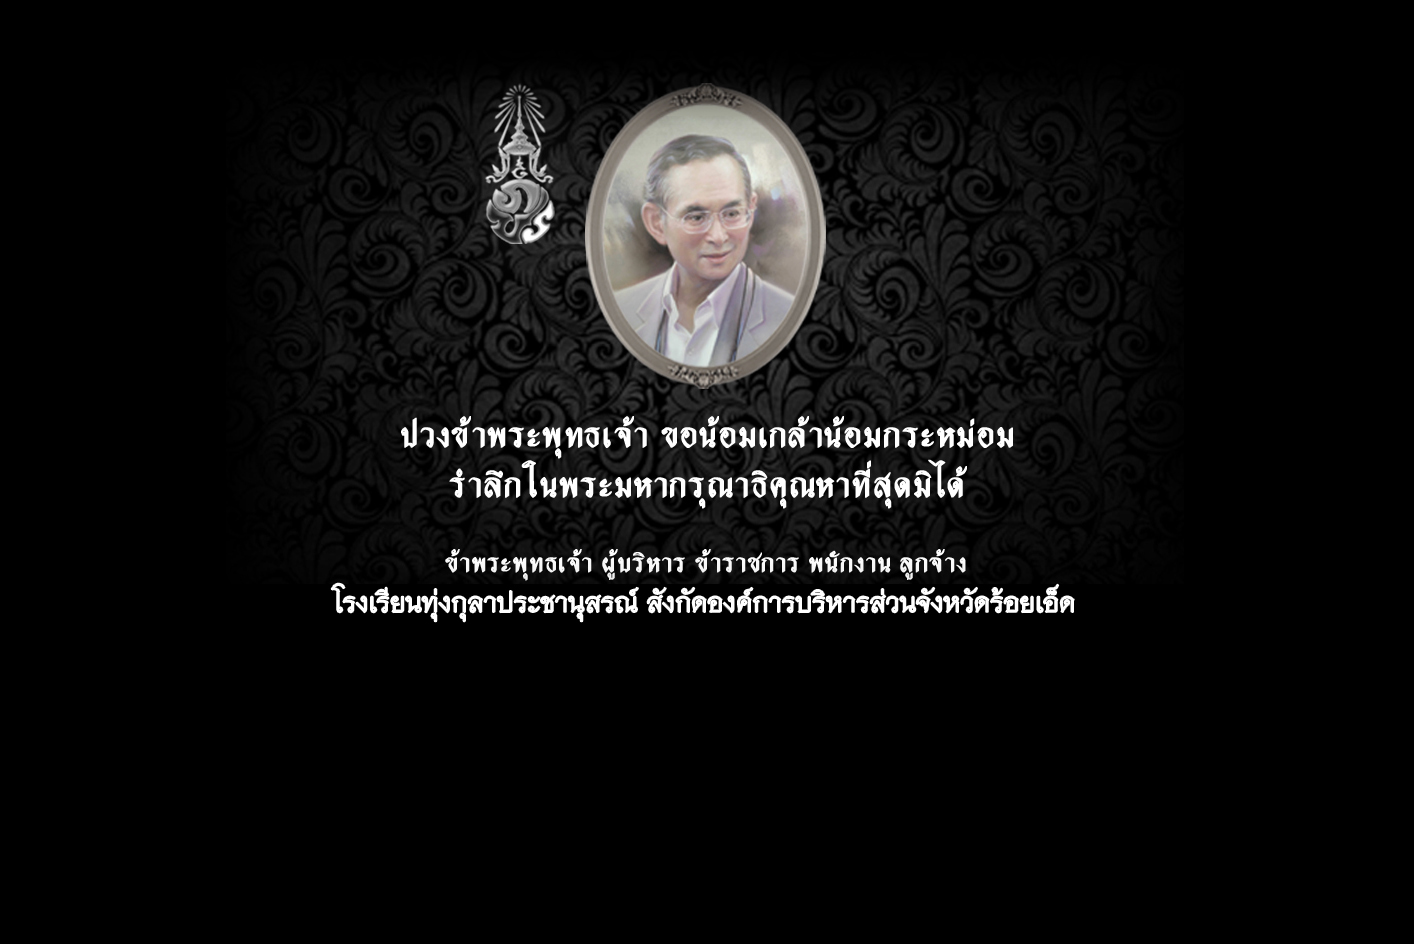 ปวงข้าพระพุทธเจ้า ขอน้อมเกล้าน้อมกระหม่อม
รำลึกในพระมหากรุณาธิคุณหาที่สุดมิได้
ข้าพระพุทธเจ้า ผู้บริหาร ข้าราชการ พนักงาน ลูกจ้าง
โรงเรียนทุ่งกุลาประชานุสรณ์ สังกัดองค์การบริหารส่วนจังหวัดร้อยเอ็ด